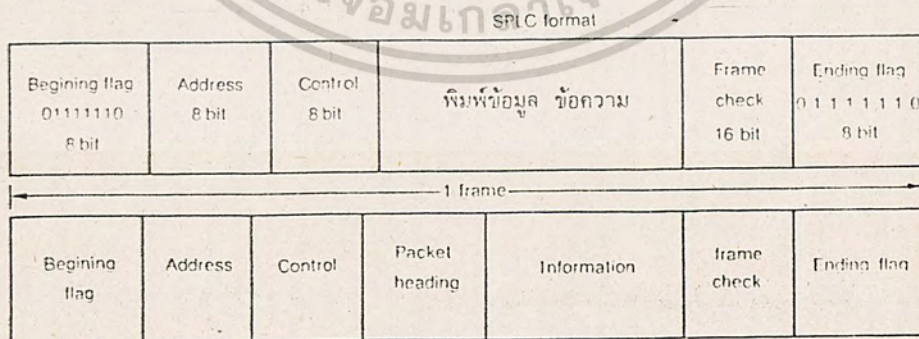 SPLC format
Begining flag
01111110
8 bit
Address
8 bit
Control
8 bit
พิมพ์ข้อมูล ข้อความ
Frame
check
16 bit
Ending flag
0 1 1 1 1 1 1 0
8 bit
1 frame
Begining
flag
Address
Control
Packet
heading
Information
frame
check
Ending flag